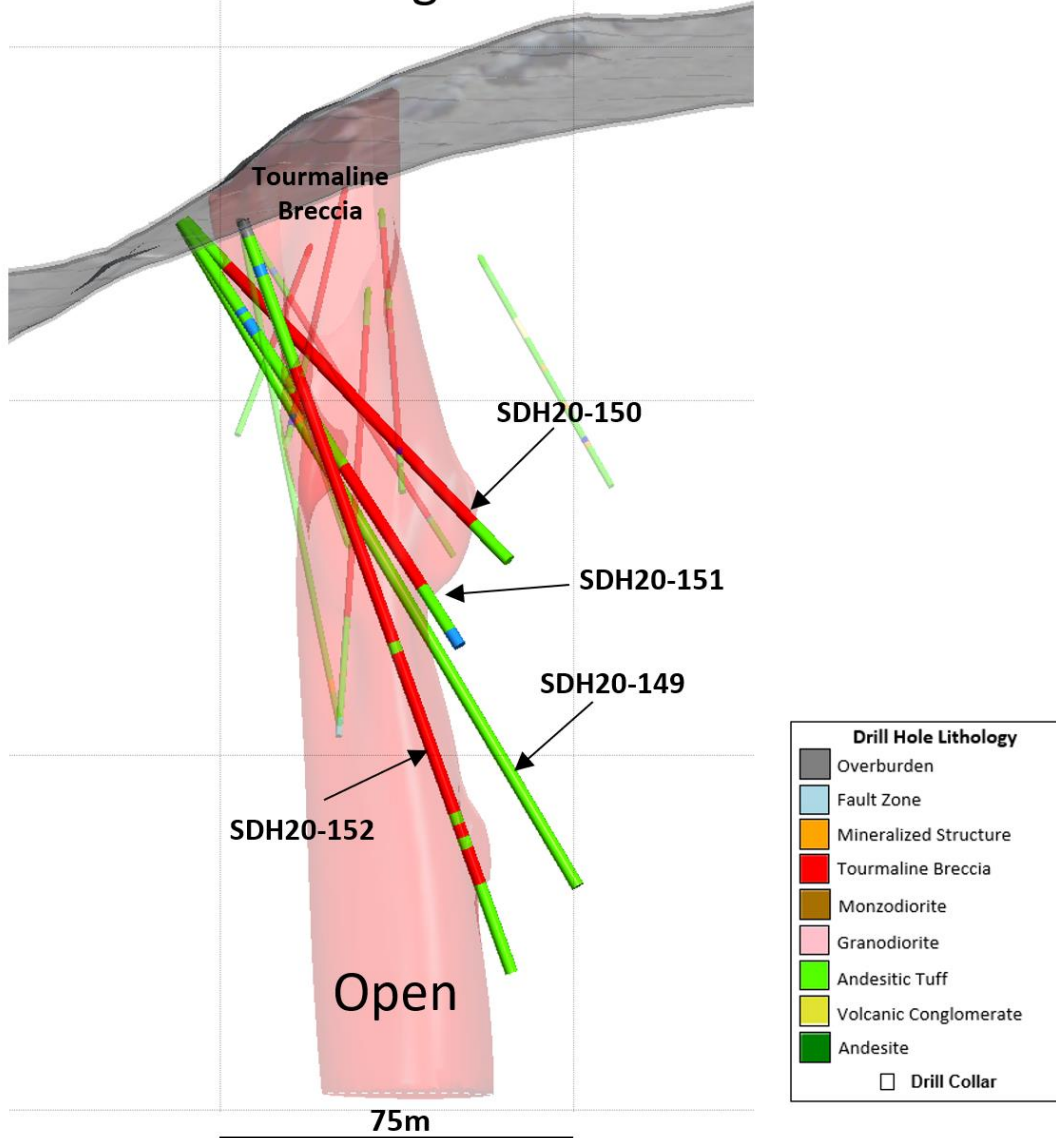 Tourmaline
Breccia
SDH20-150
SDH20-151
SDH20-149
SDH20-152
Open
75m
Drill Hole Lithology
Overburden
Fault Zone
Mineralized Structure
Tourmaline Breccia
Monzodiorite
Granodiorite
Andesitic Tuff
Volcanic Conglomerate
Andesite
Drill Collar